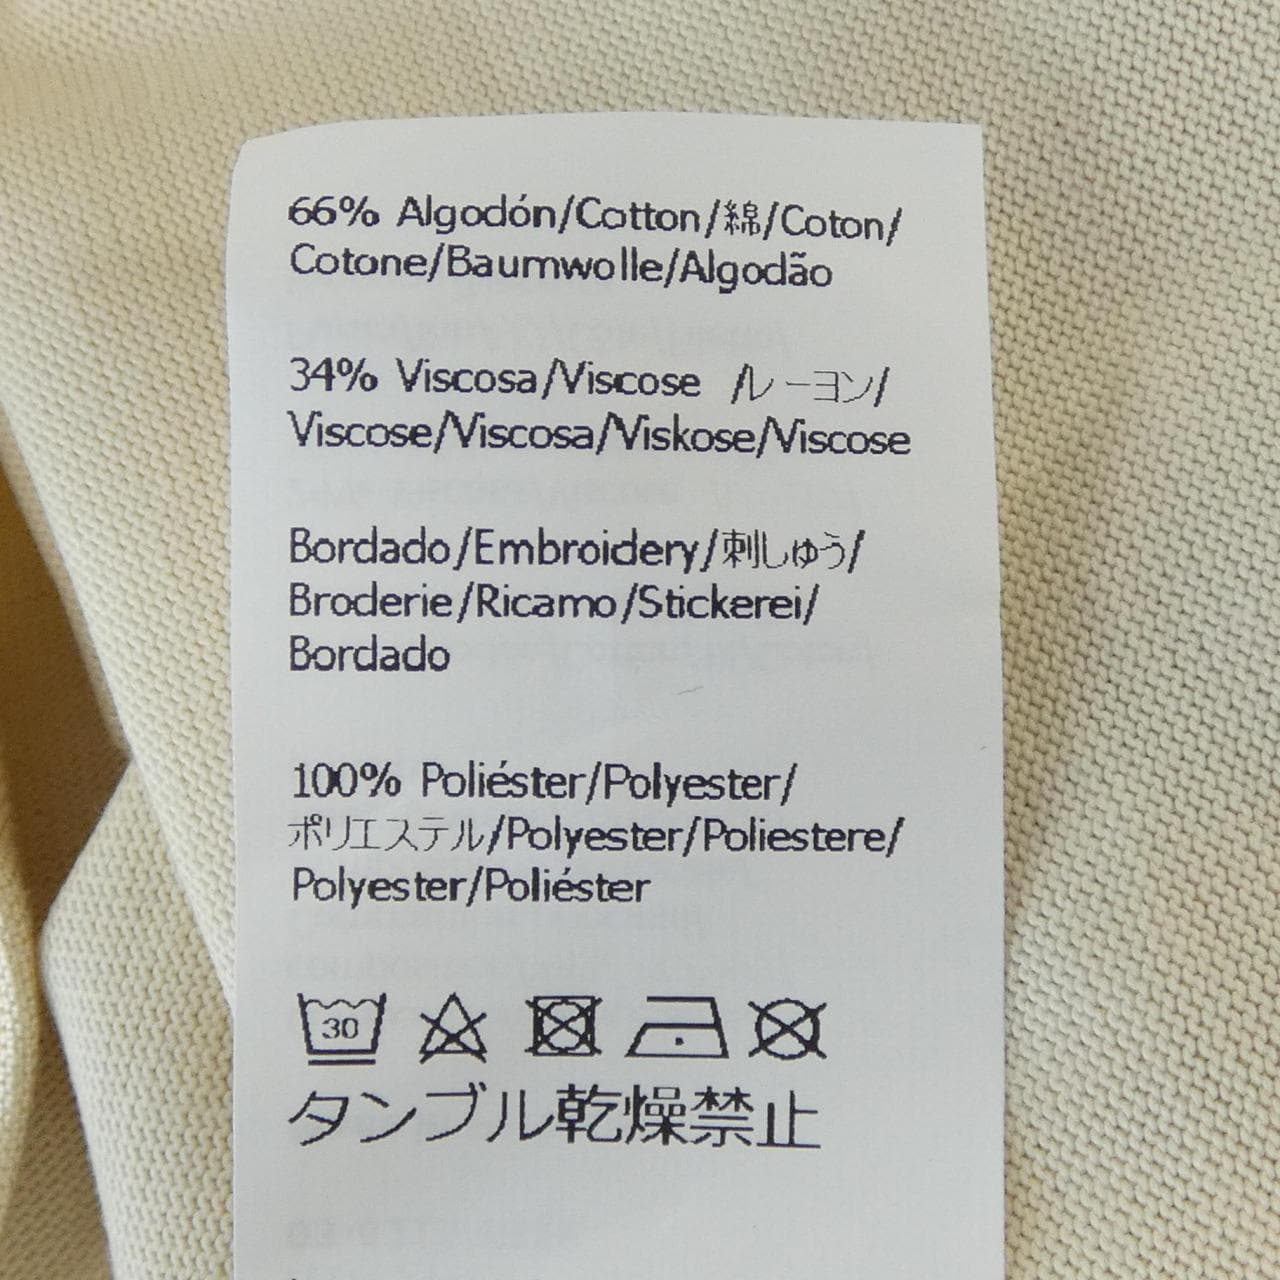 66% Algodón/Cotton/綿/Coton/
Cotone/Baumwolle/Algodão
34% Viscosa/Viscose /レーヨン/
Viscose/Viscosa/Viskose/Viscose
Bordado/Embroidery/刺しゅう/
Broderie/Ricamo/Stickerei/
Bordado
100% Poliéster/Polyester/
ポリエステル/Polyester/Poliestere/
Polyester/Poliéster
30
タンブル乾燥禁止